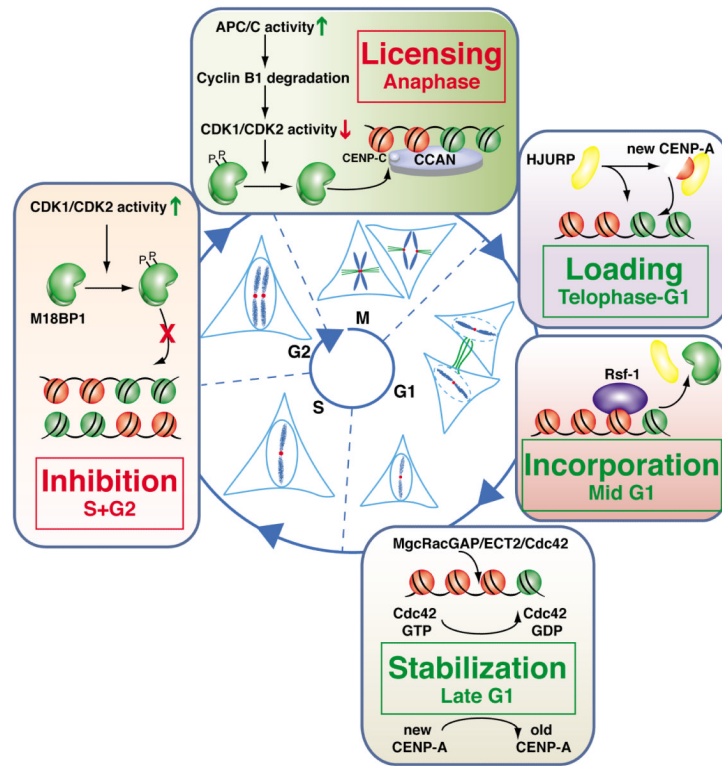 APC/C activity
Cyclin B1 degradation
CDK1/CDK2 activity
P
P
Licensing
Anaphase
CENP-C
CCAN
HJURP
new CENP-A
Loading
Telophase-G1
Rsf-1
Incorporation
Mid G1
MgcRacGAP/ECT2/Cdc42
Cdc42
GTP
Cdc42
GDP
Stabilization
Late G1
new
CENP-A
old
CENP-A
CDK1/CDK2 activity
P
P
M18BP1
X
Inhibition
S+G2
M
G2
G1
S